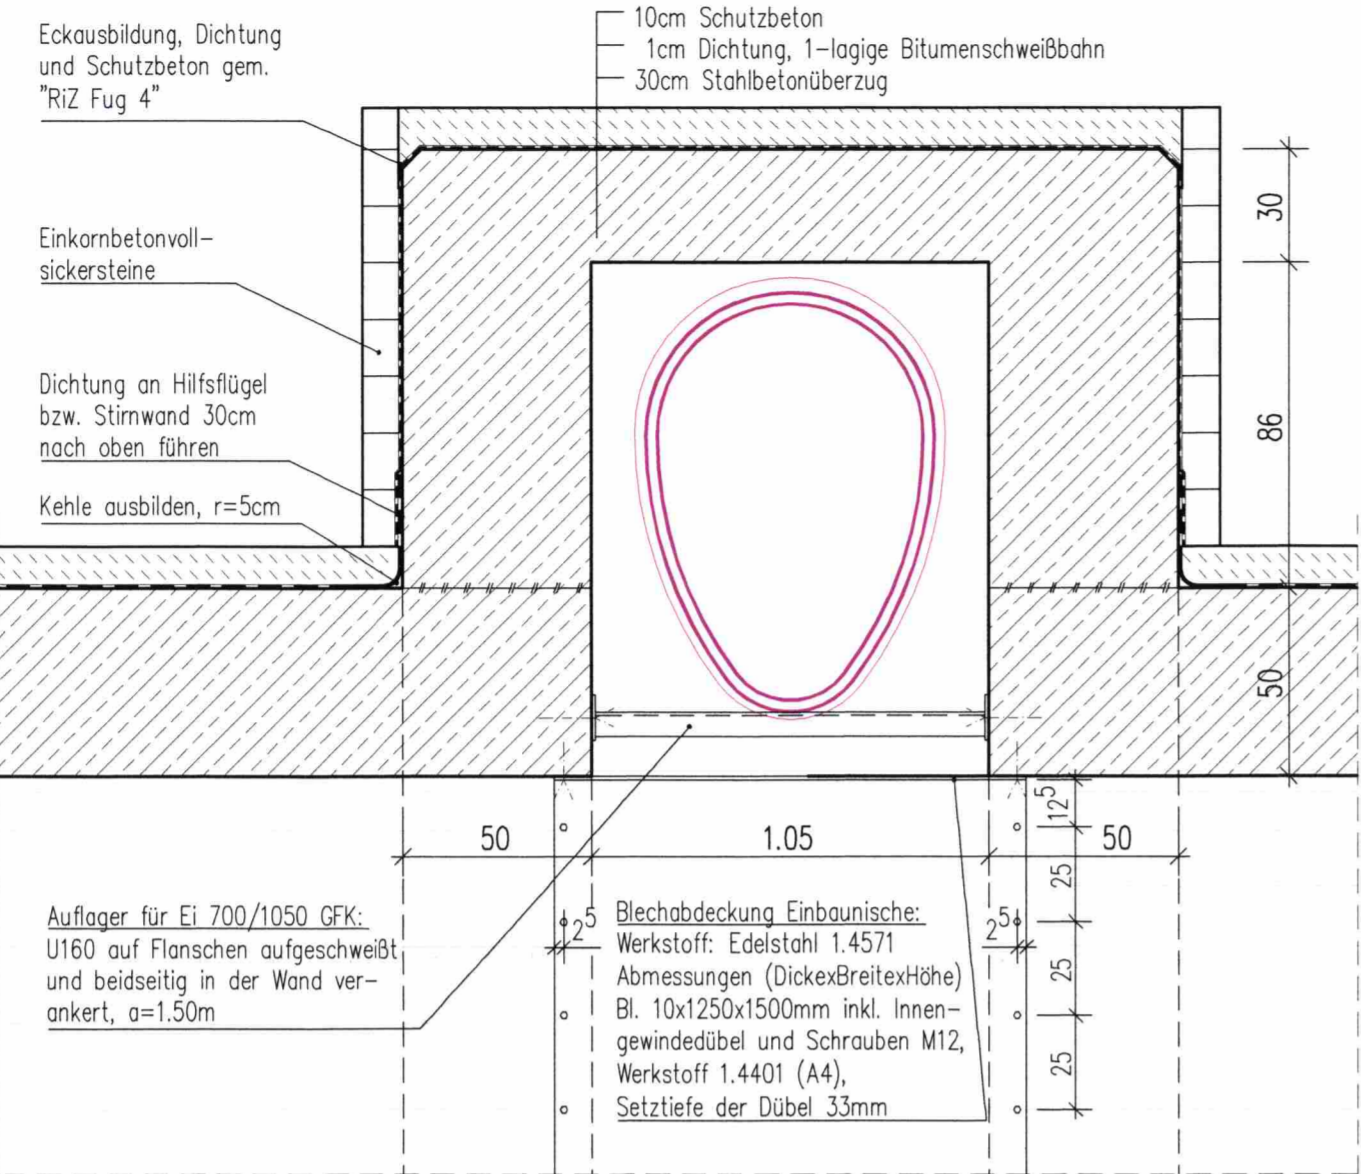 10cm Schutzbeton
1cm Dichtung, 1-lagige Bitumenschweißbahn
30cm Stahlbetonüberzug
Eckausbildung, Dichtung
und Schutzbeton gem.
"RiZ Fug 4"
Einkornbetonvoll-
sickersteine
Dichtung an Hilfsflügel
bzw. Stirnwand 30cm
nach oben führen
Kehle ausbilden, r=5cm
30
86
50
12⁵
50
1.05
50
25
2⁵
2⁵
25
25
Auflager für Ei 700/1050 GFK:
U160 auf Flanschen aufgeschweißt
und beidseitig in der Wand ver-
ankert, a=1.50m
Blechabdeckung Einbaunische:
Werkstoff: Edelstahl 1.4571
Abmessungen (DickexBreitexHöhe)
Bl. 10x1250x1500mm inkl. Innen-
gewindedübel und Schrauben M12,
Werkstoff 1.4401 (A4),
Setztiefe der Dübel 33mm